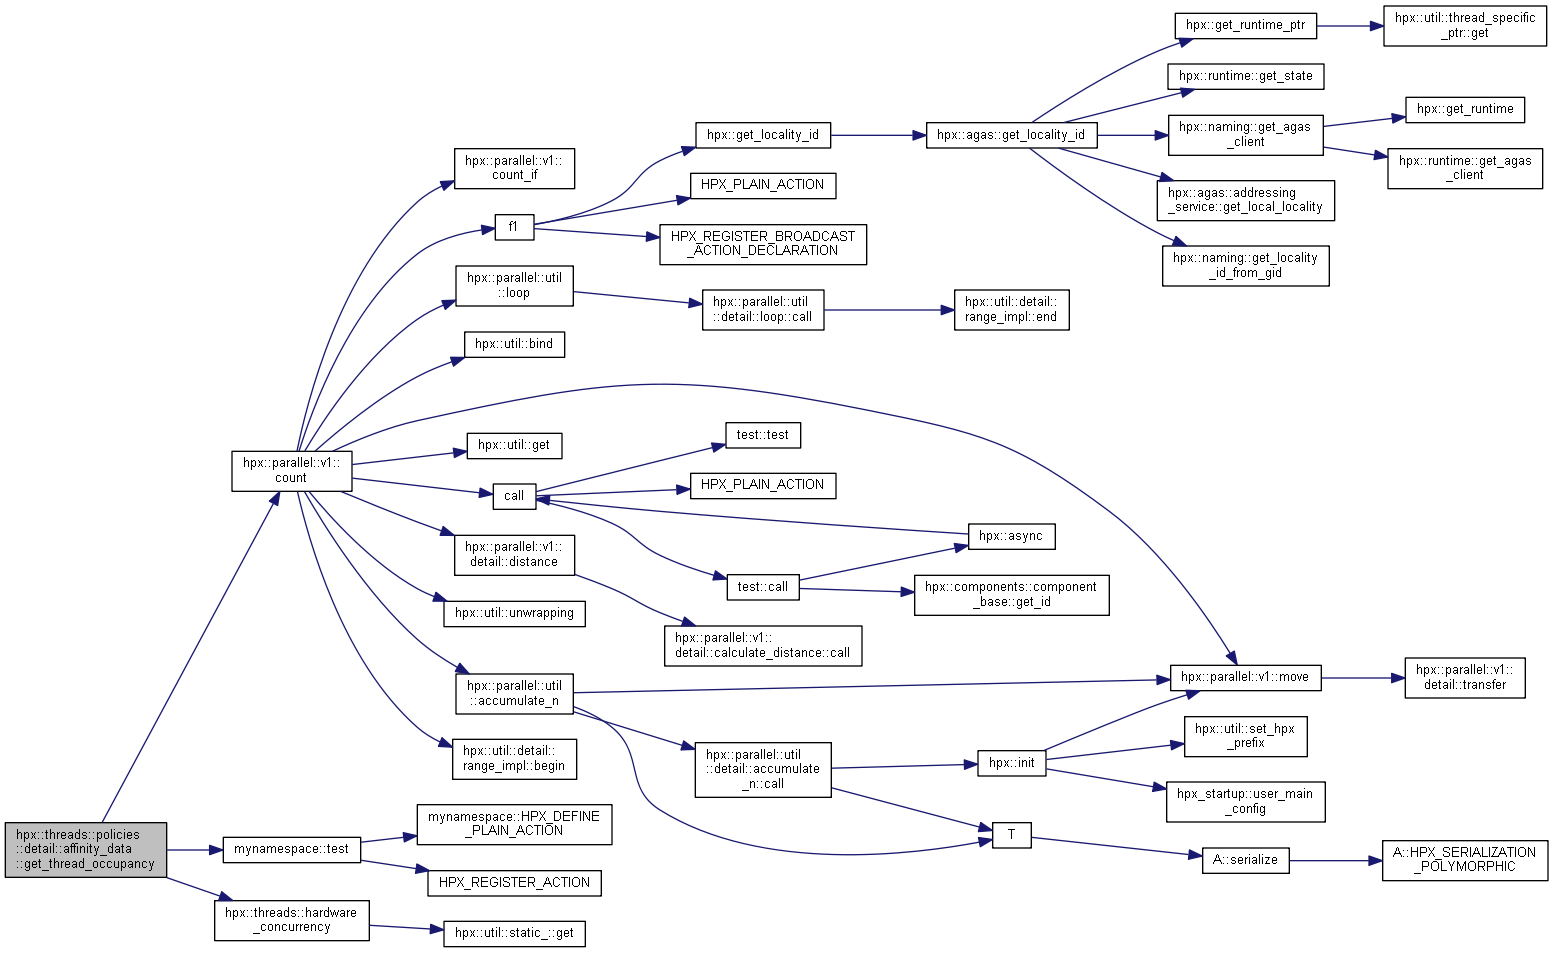 hpx::get_runtime_ptr
hpx::util::thread_specific
_ptr::get
hpx::runtime::get_state
hpx::get_runtime
hpx::get_locality_id
hpx::agas::get_locality_id
hpx::naming::get_agas
_client
hpx::parallel::v1::
count_if
hpx::runtime::get_agas
_client
HPX_PLAIN_ACTION
hpx::agas::addressing
_service::get_local_locality
f1
HPX_REGISTER_BROADCAST
_ACTION_DECLARATION
hpx::naming::get_locality
_id_from_gid
hpx::parallel::util
::loop
hpx::parallel::util
::detail::loop::call
hpx::util::detail::
range_impl::end
hpx::util::bind
test::test
hpx::util::get
hpx::parallel::v1::
count
HPX_PLAIN_ACTION
call
hpx::async
hpx::parallel::v1::
detail::distance
test::call
hpx::components::component
_base::get_id
hpx::util::unwrapping
hpx::parallel::v1::
detail::calculate_distance::call
hpx::parallel::util
::accumulate_n
hpx::parallel::v1::move
hpx::parallel::v1::
detail::transfer
hpx::util::set_hpx
_prefix
hpx::util::detail::
range_impl::begin
hpx::parallel::util
::detail::accumulate
_n::call
hpx::init
hpx_startup::user_main
_config
mynamespace::HPX_DEFINE
_PLAIN_ACTION
hpx::threads::policies
::detail::affinity_data
::get_thread_occupancy
mynamespace::test
T
A::serialize
A::HPX_SERIALIZATION
_POLYMORPHIC
HPX_REGISTER_ACTION
hpx::threads::hardware
_concurrency
hpx::util::static_::get